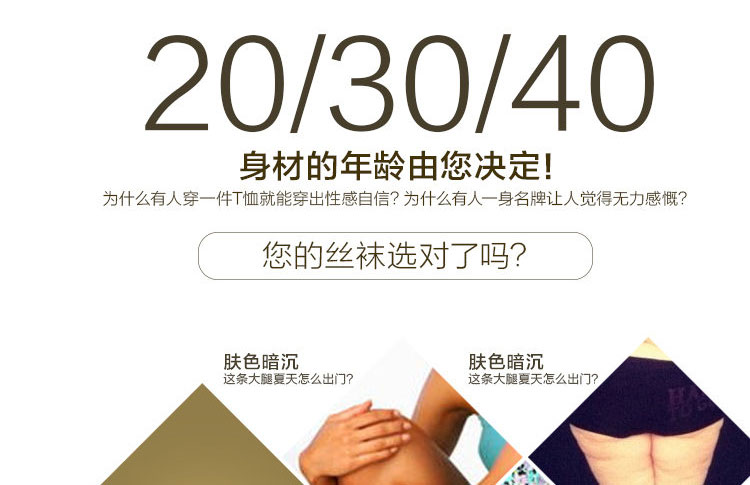 20/30/40
身材的年龄由您决定!
为什么有人穿一件T恤就能穿出性感自信?为什么有人一身名牌让人觉得无力感慨?
您的丝袜选对了吗?
肤色暗沉
这条大腿夏天怎么出门?
肤色暗沉
这条大腿夏天怎么出门?